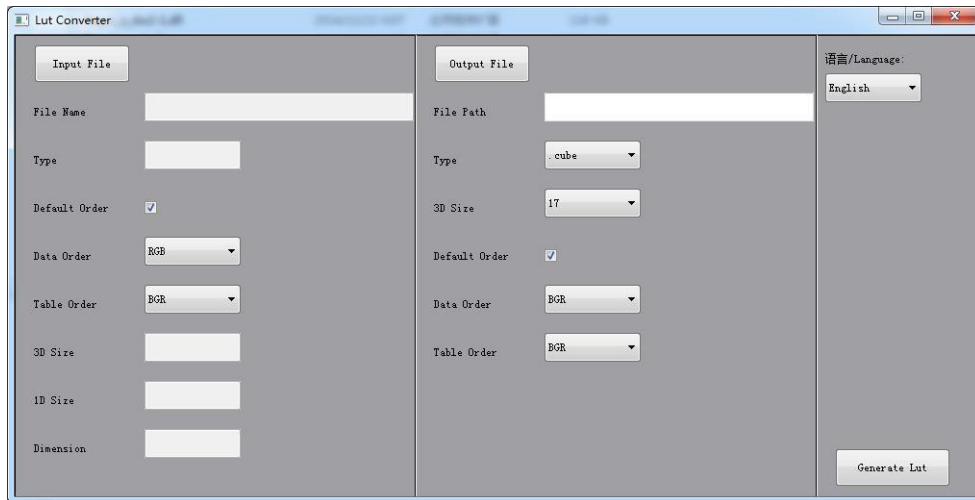 Lut Converter
Input File
File Name
Type
Default Order
Data Order
RGB
Table Order
BGR
3D Size
1D Size
Dimension
Output File
File Path
Type
.cube
3D Size
17
Default Order
Data Order
BGR
Table Order
BGR
语言/Language:
English
Generate Lut